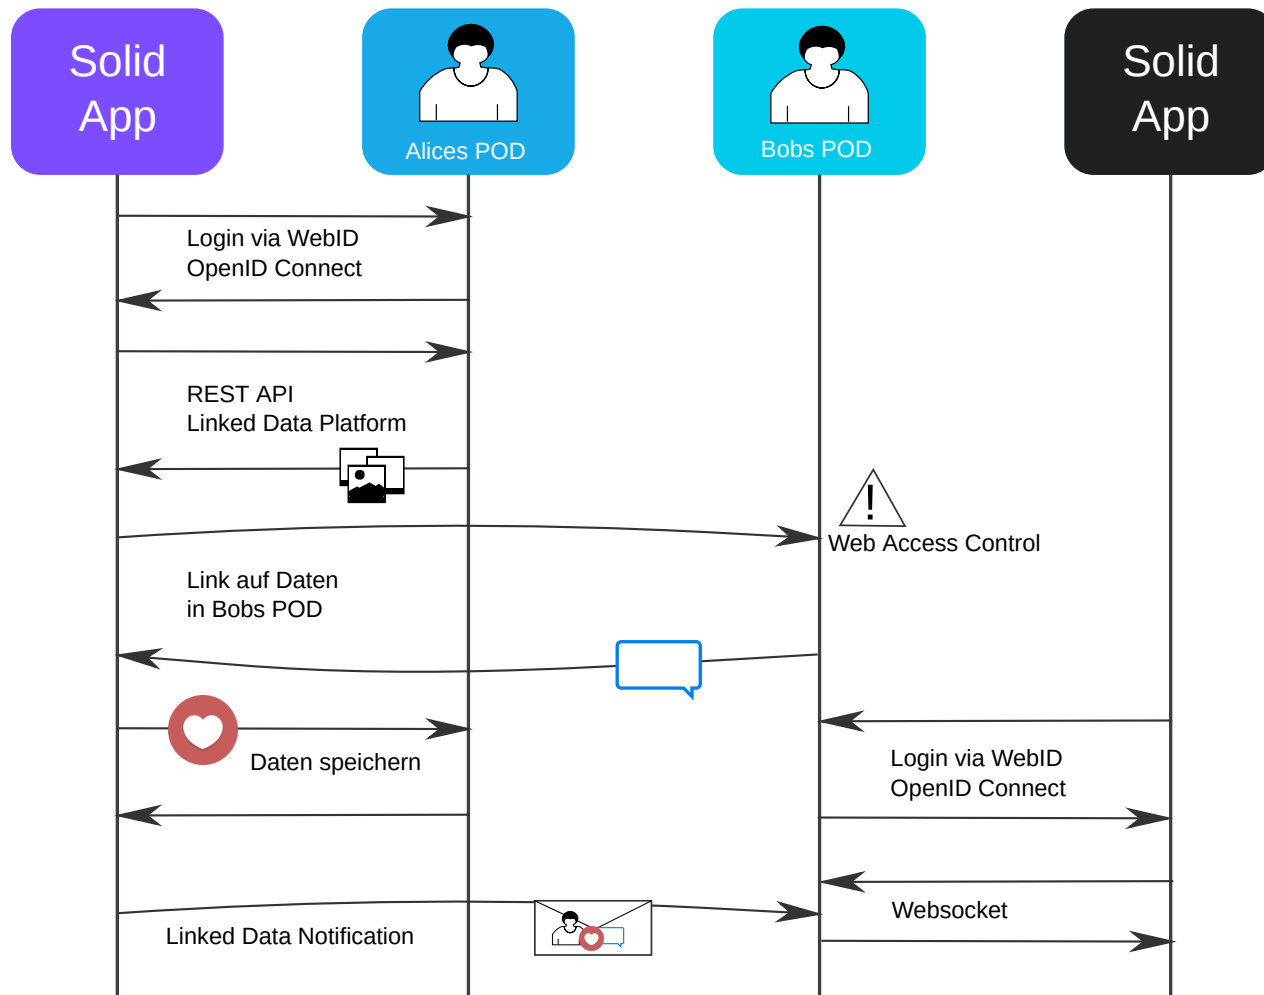 Solid
App
Alices POD
Bobs POD
Solid
App
Login via WebID
OpenID Connect
REST API
Linked Data Platform
!
Web Access Control
Link auf Daten
in Bobs POD
Daten speichern
Login via WebID
OpenID Connect
Websocket
Linked Data Notification